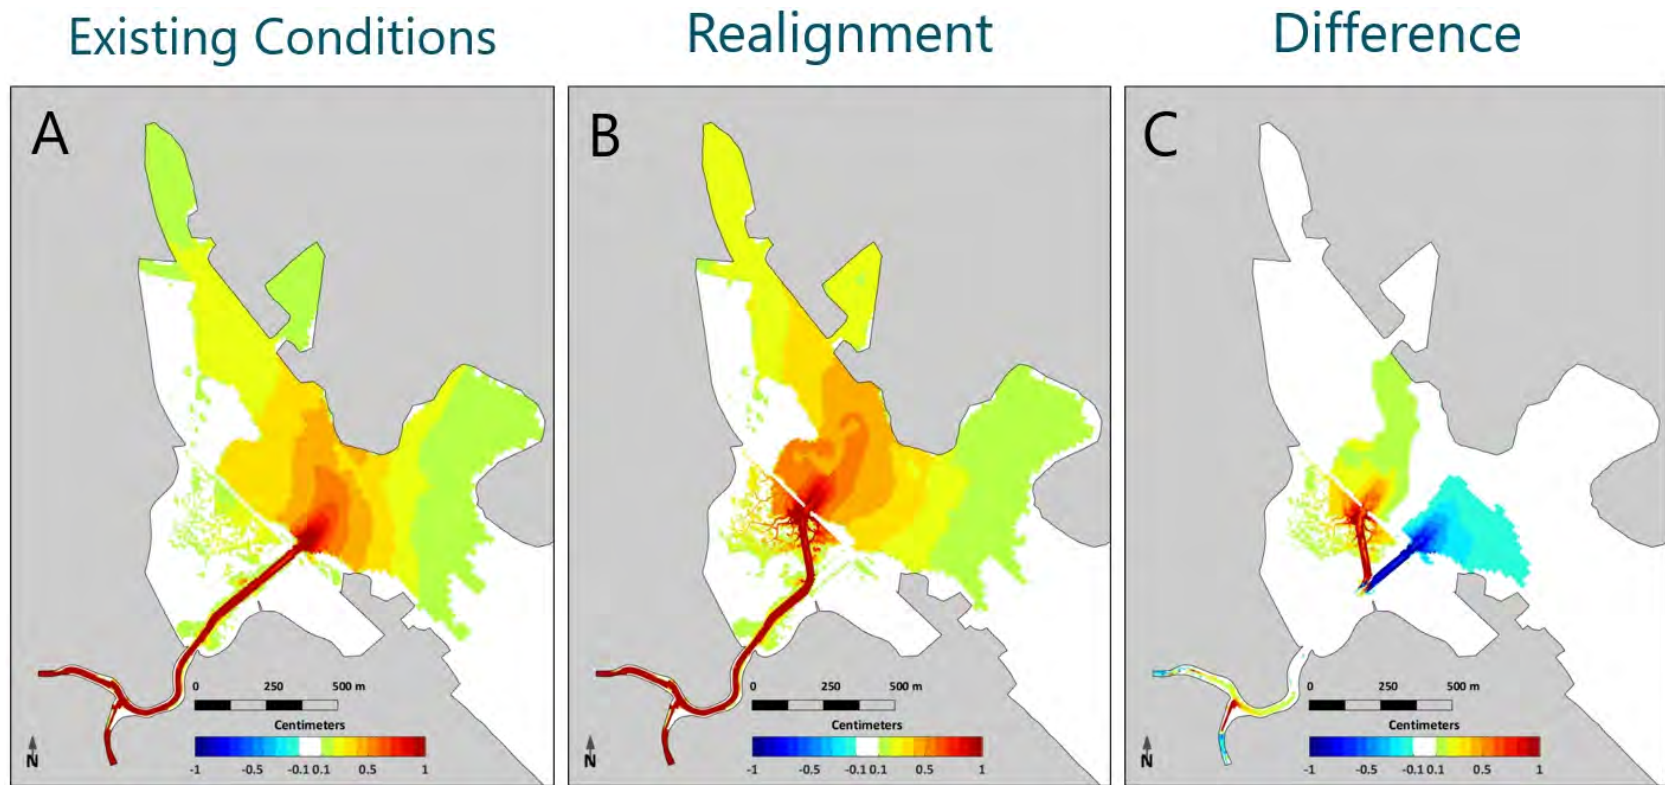 Existing Conditions
Realignment
Difference
A
B
C
0 250 500 m
Centimeters
-1 -0.5 -0.1 0.1 0.5 1
N
0 250 500 m
Centimeters
-1 -0.5 -0.1 0.1 0.5 1
N
0 250 500 m
Centimeters
-1 -0.5 -0.1 0.1 0.5 1
N